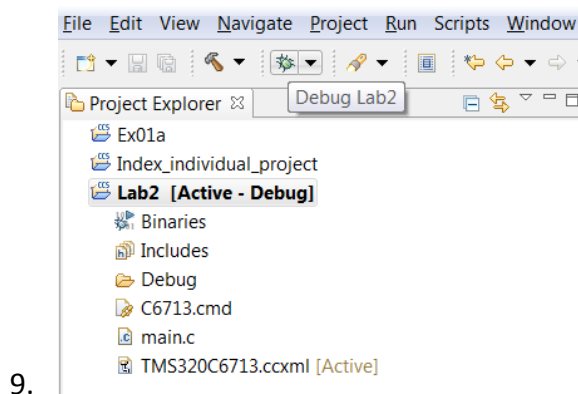 File Edit View Navigate Project Run Scripts Window
Project Explorer
Debug Lab2
Ex01a
Index_individual_project
Lab2 [Active - Debug]
Binaries
Includes
Debug
C6713.cmd
main.c
TMS320C6713.ccxml [Active]
9.